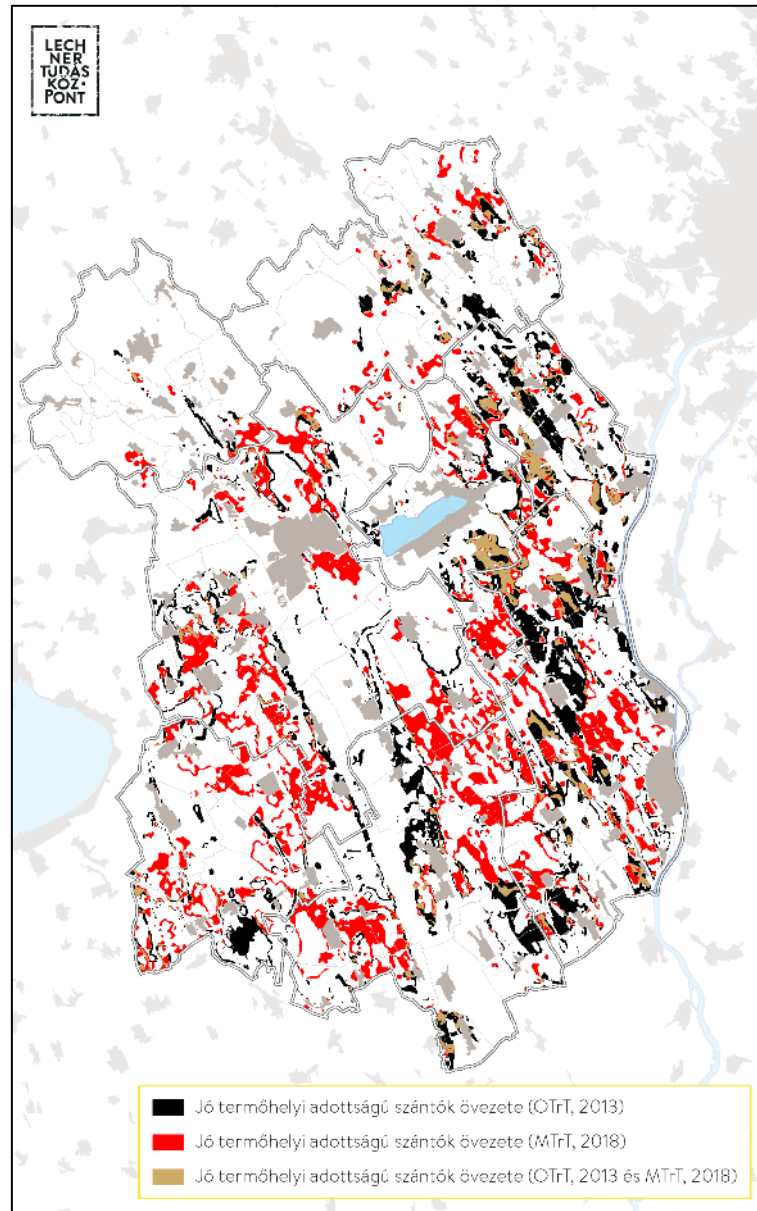 LECH
NER
TUDÁS
KÖZ•
PONT
Jó termőhelyi adottságú szántók övezete (OTrT, 2013)
Jó termőhelyi adottságú szántók övezete (MTrT, 2018)
Jó termőhelyi adottságú szántók övezete (OTrT, 2013 és MTrT, 2018)